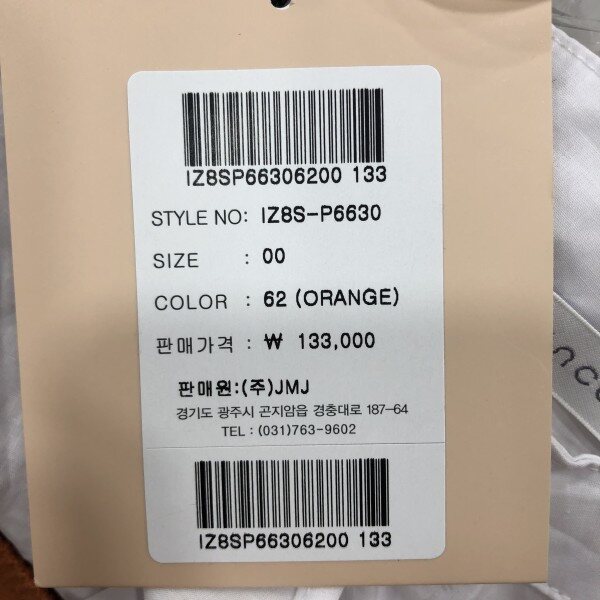 IZ8SP66306200 133
STYLE NO: IZ8S-P6630
SIZE : 00
COLOR : 62 (ORANGE)
판매가격 : ₩ 133,000
판매원:(주)JMJ
경기도 광주시 곤지암읍 경충대로 187-64
TEL : (031)763-9602
IZ8SP66306200 133